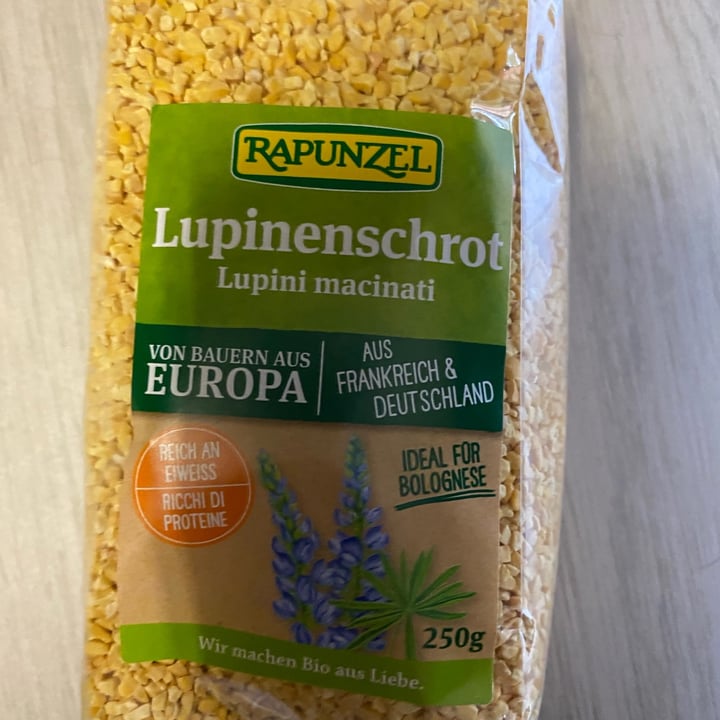 RAPUNZEL
Lupinenschrot
Lupini macinati
VON BAUERN AUS
EUROPA
AUS
FRANKREICH &
DEUTSCHLAND
REICH AN
EIWEISS
RICCHI DI
PROTEINE
IDEAL FÜR
BOLOGNESE
250g
Wir machen Bio aus Liebe.